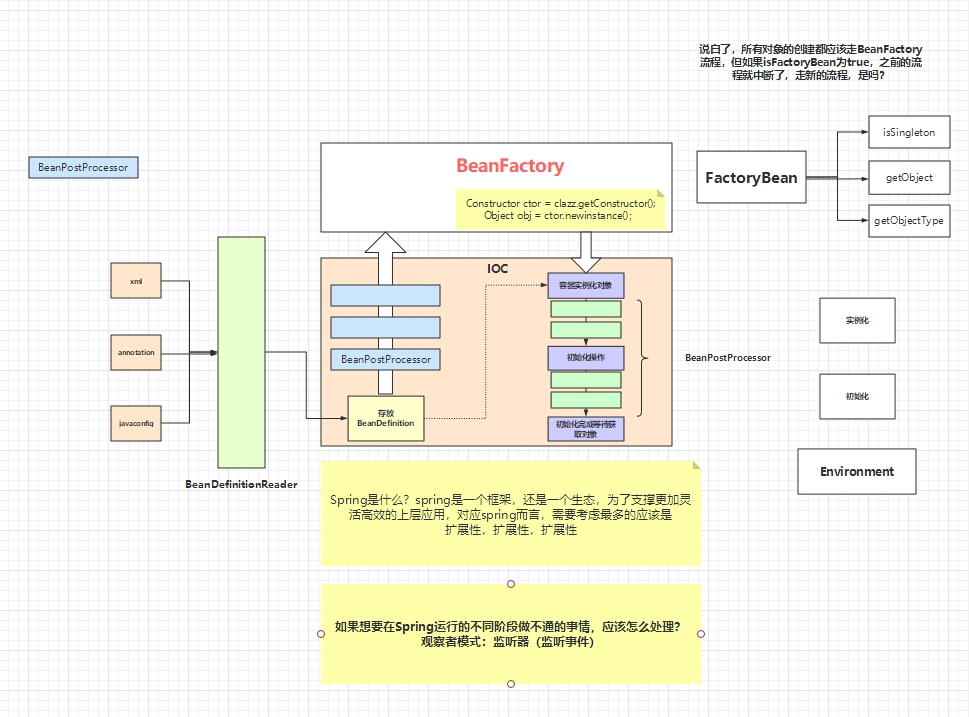 说白了，所有对象的创建都应该走BeanFactory
流程，但如果isFactoryBean为true，之前的流
程就中断了，走新的流程，是吗？
BeanPostProcessor
BeanFactory
Constructor ctor = clazz.getConstructor();
Object obj = ctor.newinstance();
FactoryBean
isSingleton
getObject
getObjectType
IOC
xml
annotation
javaconfig
BeanDefinitionReader
BeanPostProcessor
存放
BeanDefinition
容器实例化对象
初始化操作
初始化完成等待获
取对象
BeanPostProcessor
实例化
初始化
Environment
Spring是什么？spring是一个框架，还是一个生态，为了支撑更加灵
活高效的上层应用，对应spring而言，需要考虑最多的应该是
扩展性，扩展性，扩展性
如果想要在Spring运行的不同阶段做不通的事情，应该怎么处理？
观察者模式：监听器（监听事件）